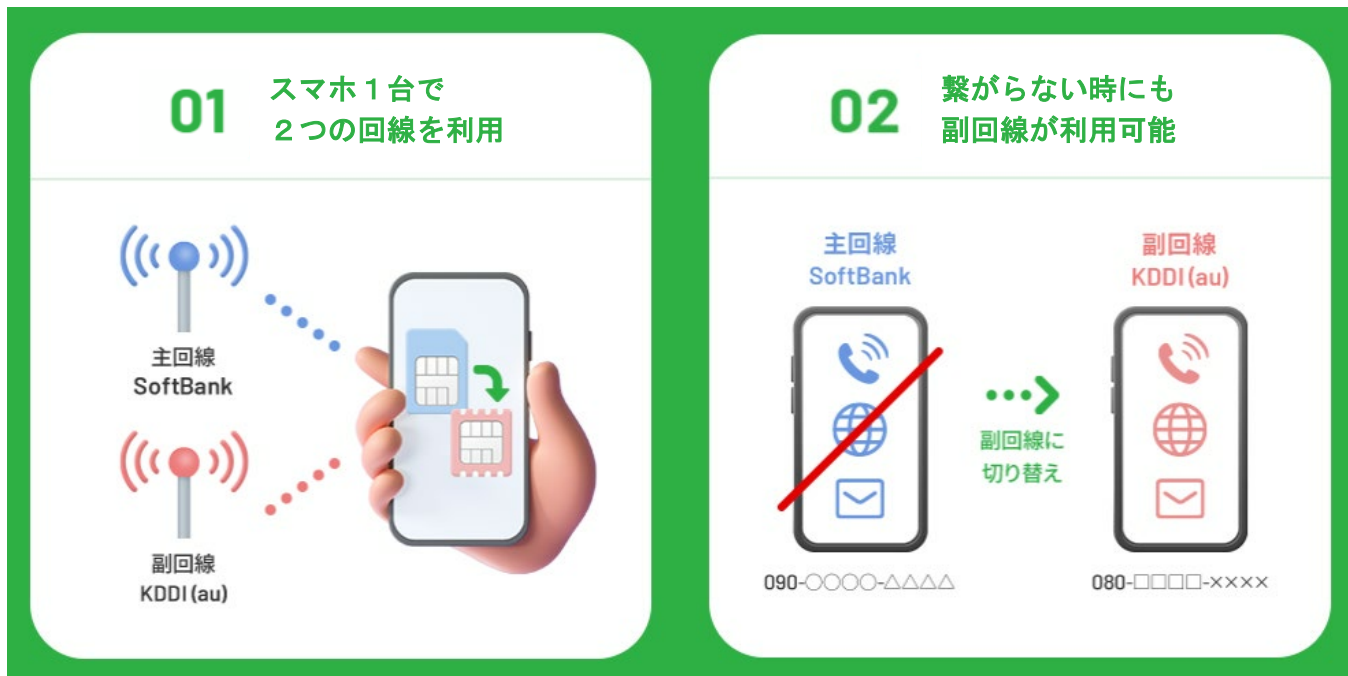 01
スマホ１台で
２つの回線を利用
主回線
SoftBank
副回線
KDDI(au)
02
繋がらない時にも
副回線が利用可能
主回線
SoftBank
副回線
KDDI(au)
副回線に
切り替え
090-○○○○-△△△△
080-□□□□-××××